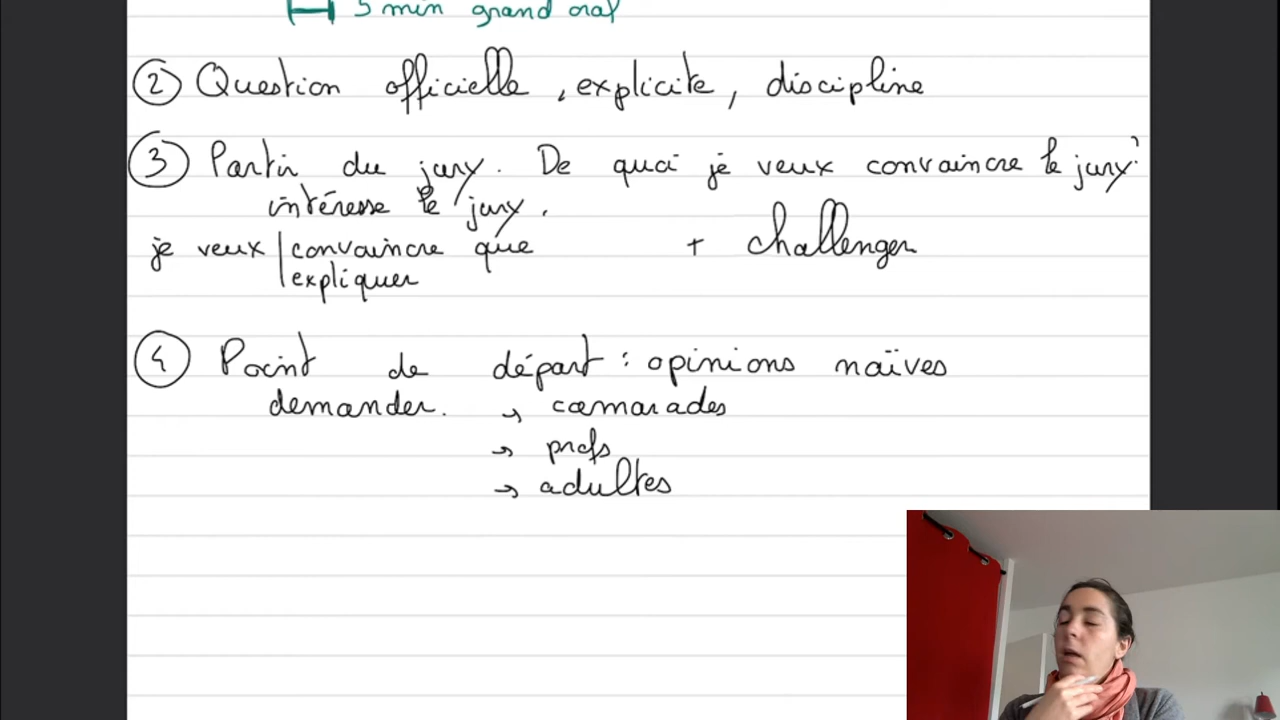 5 min grand oral
② Question officielle, explicite, discipline
③ Partir du jury. De quoi je veux convaincre le jury?
intéresse le jury.
je veux | convaincre que + challenger
| expliquer
④ Point de départ : opinions naïves
demander. → camarades
→ profs
→ adultes